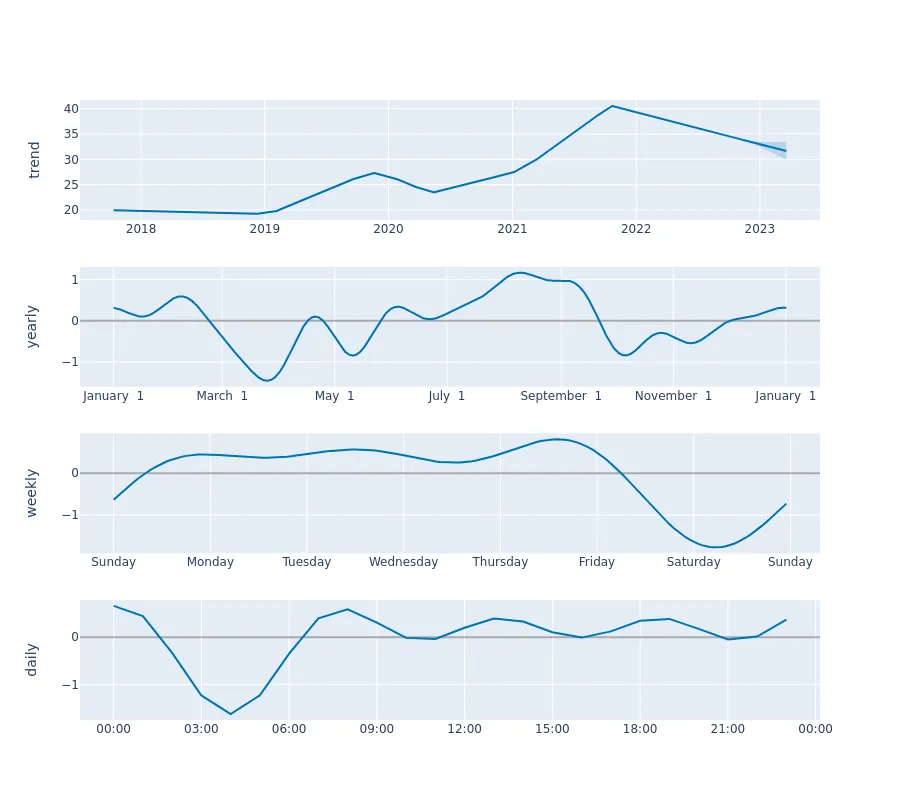 40
35
30
25
20
trend
2018 2019 2020 2021 2022 2023
1
0
−1
yearly
January 1 March 1 May 1 July 1 September 1 November 1 January 1
0
−1
weekly
Sunday Monday Tuesday Wednesday Thursday Friday Saturday Sunday
0
−1
daily
00:00 03:00 06:00 09:00 12:00 15:00 18:00 21:00 00:00